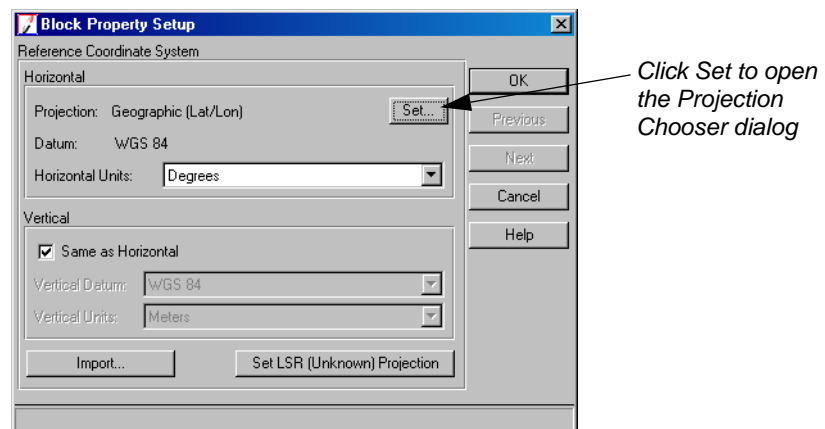 Block Property Setup
Reference Coordinate System
Horizontal
Projection: Geographic (Lat/Lon)
Set...
Datum: WGS 84
Horizontal Units: Degrees
Vertical
Same as Horizontal
Vertical Datum: WGS 84
Vertical Units: Meters
Import...
Set LSR (Unknown) Projection
OK
Previous
Next
Cancel
Help
Click Set to open
the Projection
Chooser dialog